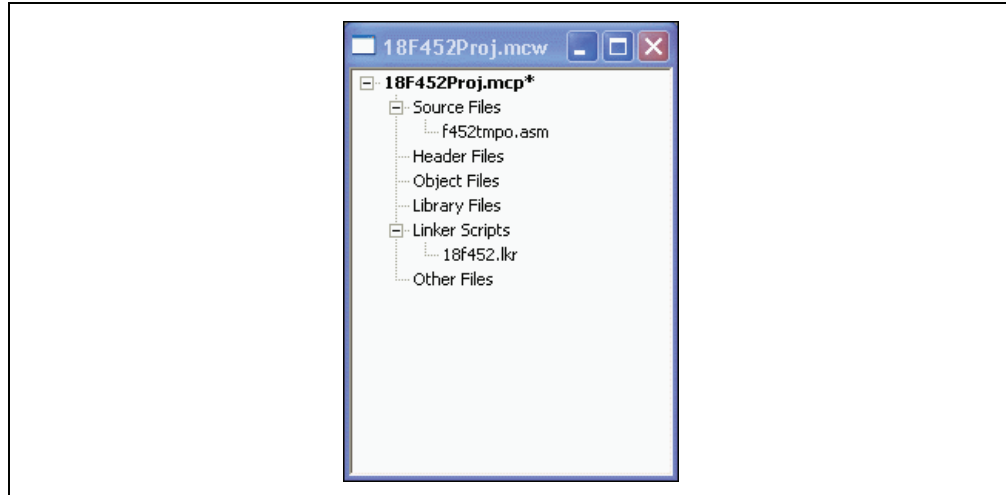 18F452Proj.mcw
18F452Proj.mcp*
Source Files
f452tmpo.asm
Header Files
Object Files
Library Files
Linker Scripts
18f452.lkr
Other Files